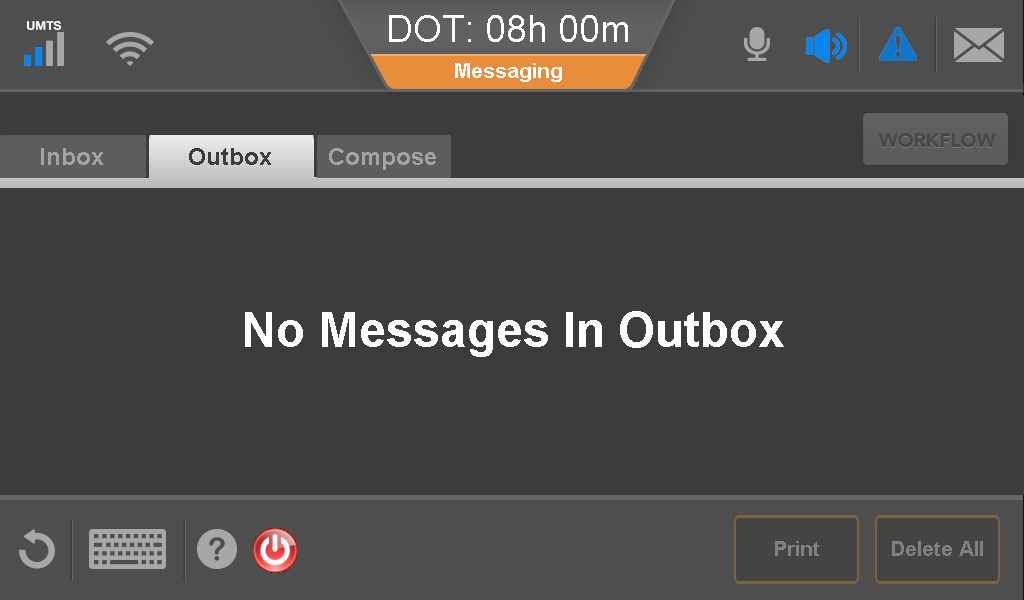 UMTS
DOT: 08h 00m
Messaging
Inbox
Outbox
Compose
WORKFLOW
No Messages In Outbox
?
Print
Delete All